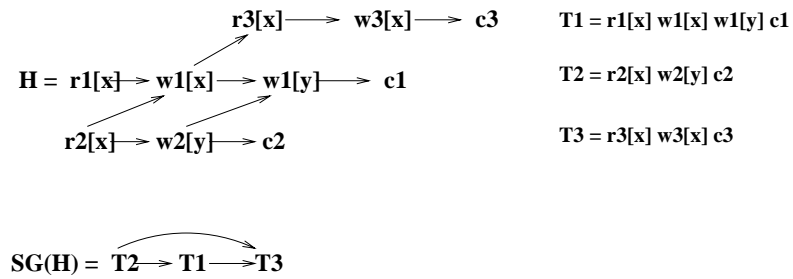 r3[x] w3[x] c3 T1 = r1[x] w1[x] w1[y] c1
H = r1[x] w1[x] w1[y] c1 T2 = r2[x] w2[y] c2
r2[x] w2[y] c2 T3 = r3[x] w3[x] c3
SG(H) = T2 T1 T3